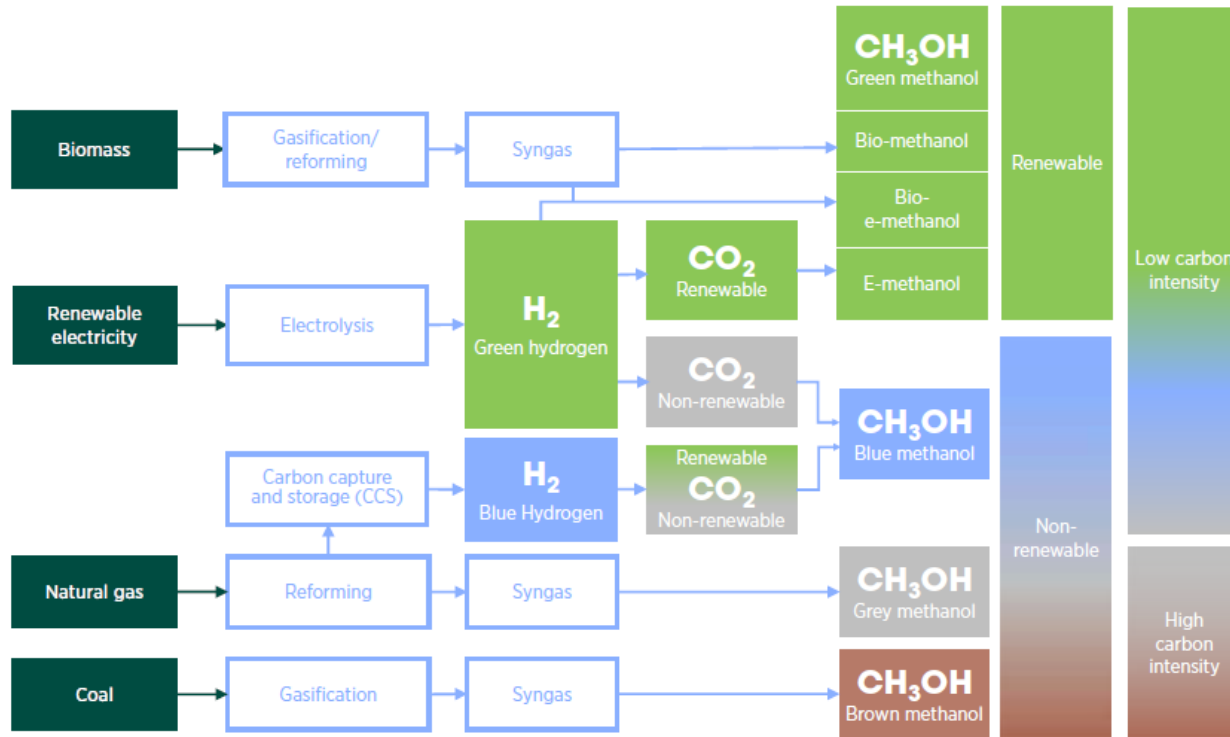 CH₃OH
Green methanol
Biomass
Gasification/
reforming
Syngas
Bio-methanol
Renewable
Bio-
e-methanol
Low carbon
intensity
Renewable
electricity
Electrolysis
H₂
Green hydrogen
CO₂
Renewable
E-methanol
CO₂
Non-renewable
CH₃OH
Blue methanol
Carbon capture
and storage (CCS)
H₂
Blue Hydrogen
Renewable
CO₂
Non-renewable
Non-
renewable
Natural gas
Reforming
Syngas
CH₃OH
Grey methanol
High
carbon
intensity
Coal
Gasification
Syngas
CH₃OH
Brown methanol